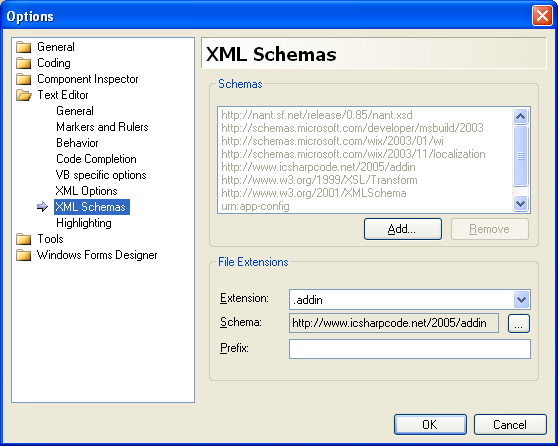 Options
General
Coding
Component Inspector
Text Editor
General
Markers and Rulers
Behavior
Code Completion
VB specific options
XML Options
XML Schemas
Highlighting
Tools
Windows Forms Designer
XML Schemas
Schemas
http://nant.sf.net/release/0.85/nant.xsd
http://schemas.microsoft.com/developer/msbuild/2003
http://schemas.microsoft.com/wix/2003/01/wi
http://schemas.microsoft.com/wix/2003/11/localization
http://www.icsharpcode.net/2005/addin
http://www.w3.org/1999/XSL/Transform
http://www.w3.org/2001/XMLSchema
urn:app-config
Add... Remove
File Extensions
Extension: .addin
Schema: http://www.icsharpcode.net/2005/addin ...
Prefix:
OK Cancel